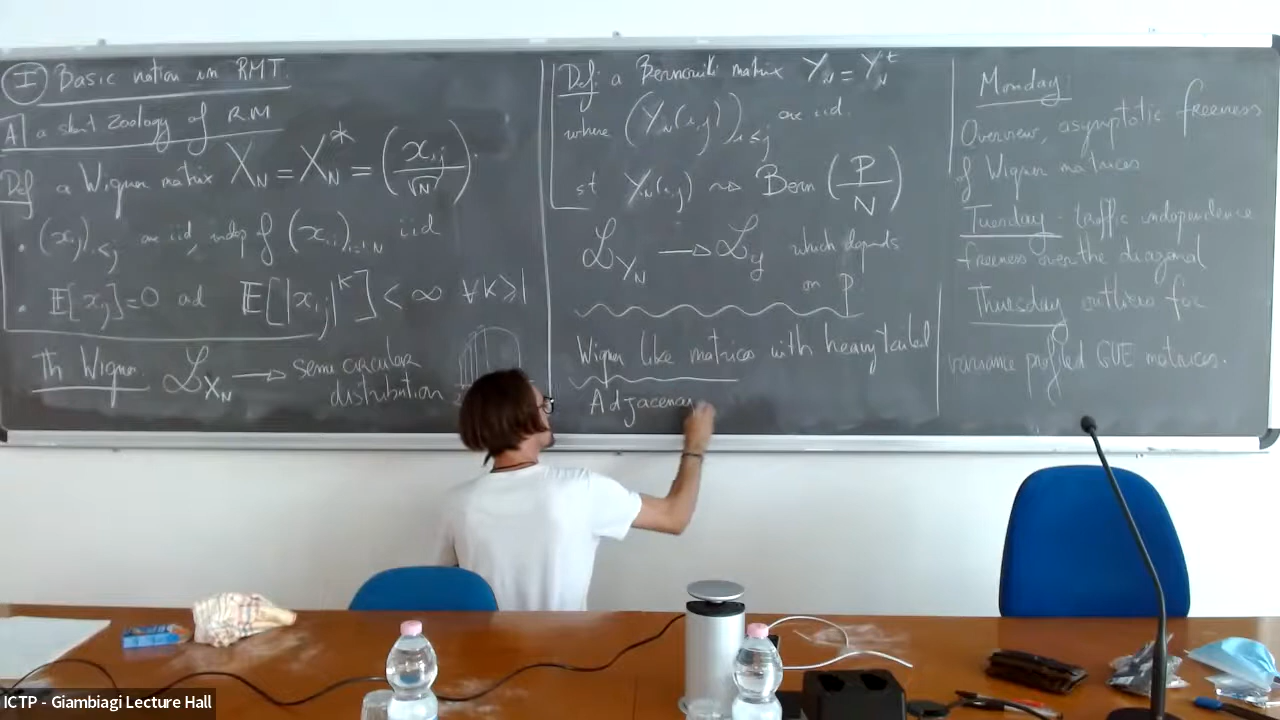 I Basic notion in RMT.
A a short Zoology of R.M
Def a Wigner matrix X_N = X_N^* = (x_ij / √N)
• (x_ij)_{i<j} are iid, indep of (x_ii)_{i=1..N} iid
• E[x_ij]=0 ad E[|x_ij|^k] < ∞ ∀k≥1
Th Wigner. L_{X_N} → semi circular
distribution
Def: a Bernoulli matrix Y_N = Y_N^t
where (Y_N(i,j))_{i≤j} are iid.
st Y_N(i,j) ~> Bern (P/N)
L_{Y_N} → L_y which depends
on P
Wigner like matrices with heavy tailed
Adjacenay
Monday:
Overview, asymptotic freeness
of Wigner matrices
Tuesday - traffic independence
freeness over the diagonal
Thursday outliers for
variance profiled GUE matrices.
ICTP - Giambiagi Lecture Hall